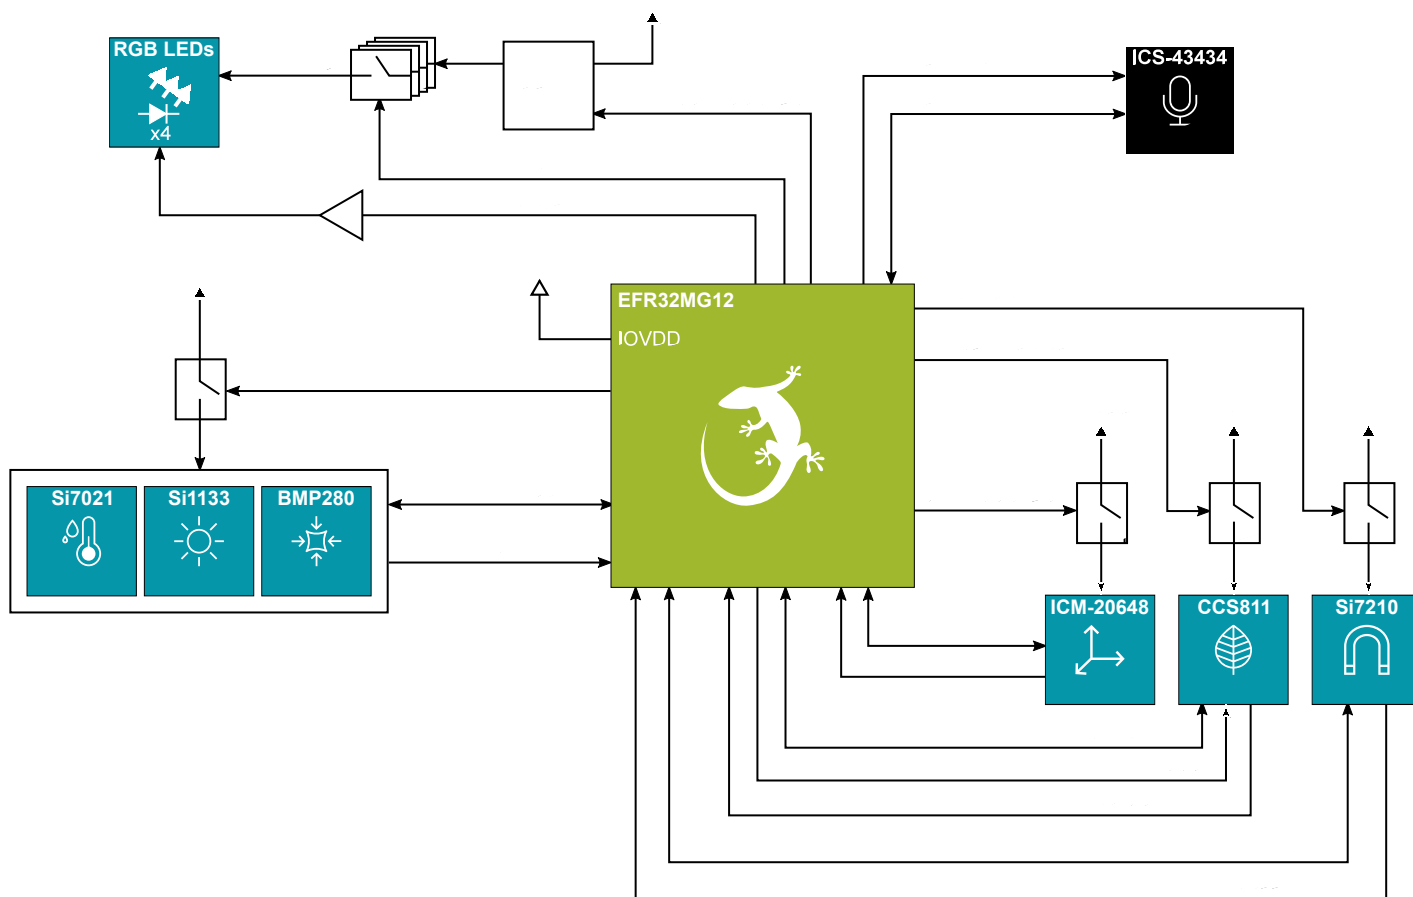 RGB LEDs
x4
ICS-43434
EFR32MG12
IOVDD
Si7021
Si1133
BMP280
ICM-20648
CCS811
Si7210